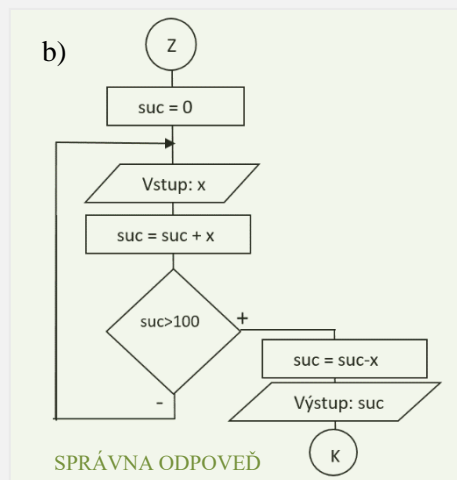 b)
Z
suc = 0
Vstup: x
suc = suc + x
suc>100
+
-
suc = suc-x
Výstup: suc
K
SPRÁVNA ODPOVEĎ